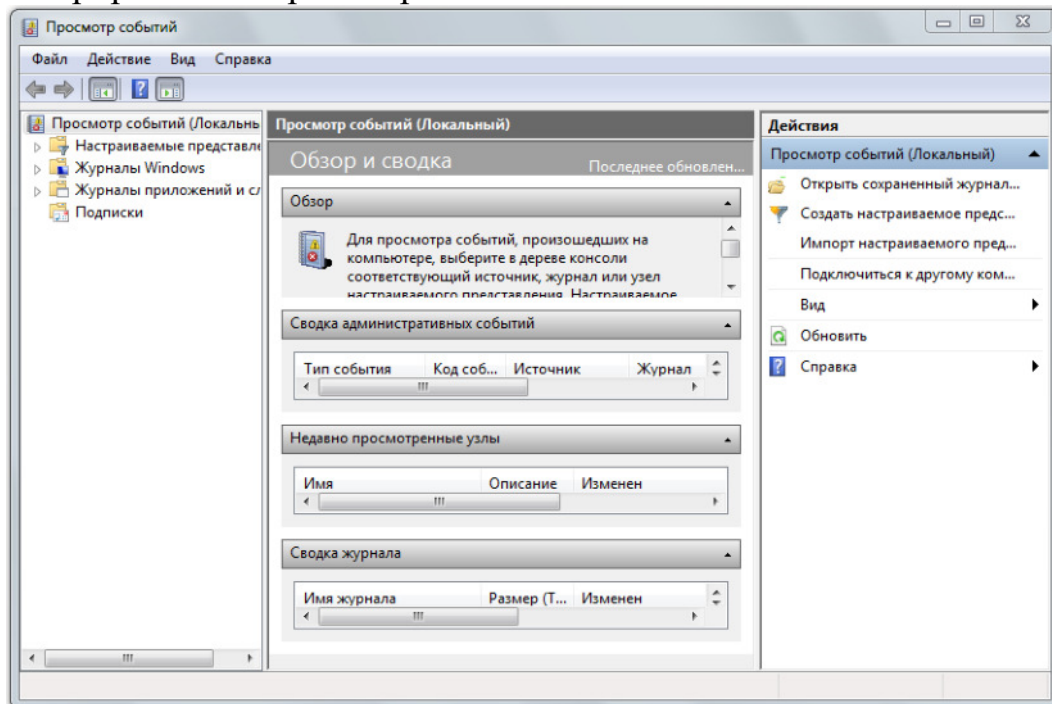 Просмотр событий
Файл Действие Вид Справка
Просмотр событий (Локальнь
Настраиваемые представле
Журналы Windows
Журналы приложений и сл
Подписки
Просмотр событий (Локальный)
Обзор и сводка
Последнее обновлен...
Обзор
Для просмотра событий, произошедших на
компьютере, выберите в дереве консоли
соответствующий источник, журнал или узел
настраиваемого представления. Настраиваемое
Сводка административных событий
Тип события Код соб... Источник Журнал
Недавно просмотренные узлы
Имя Описание Изменен
Сводка журнала
Имя журнала Размер (Т... Изменен
Действия
Просмотр событий (Локальный)
Открыть сохраненный журнал...
Создать настраиваемое предс...
Импорт настраиваемого пред...
Подключиться к другому ком...
Вид
Обновить
Справка